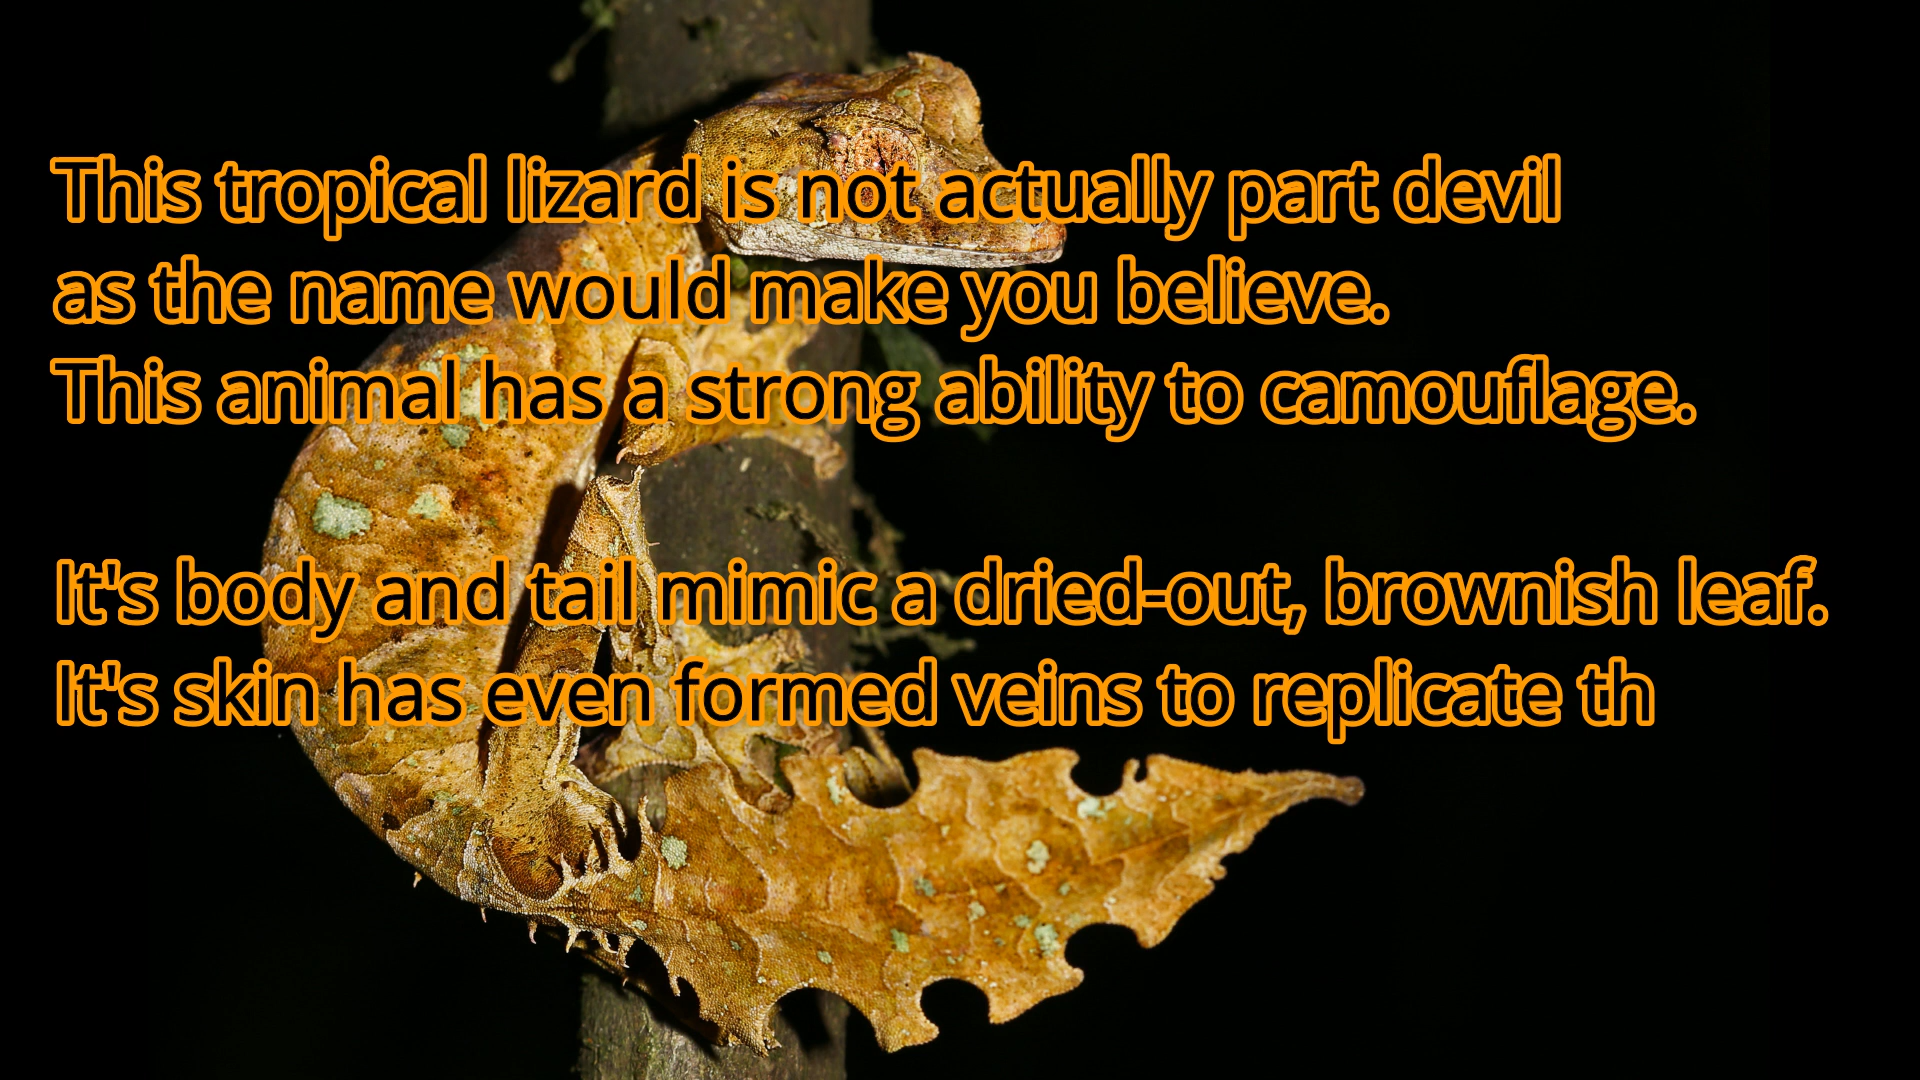 This tropical lizard is not actually part devil
as the name would make you believe.
This animal has a strong ability to camouflage.
It's body and tail mimic a dried-out, brownish leaf.
It's skin has even formed veins to replicate th